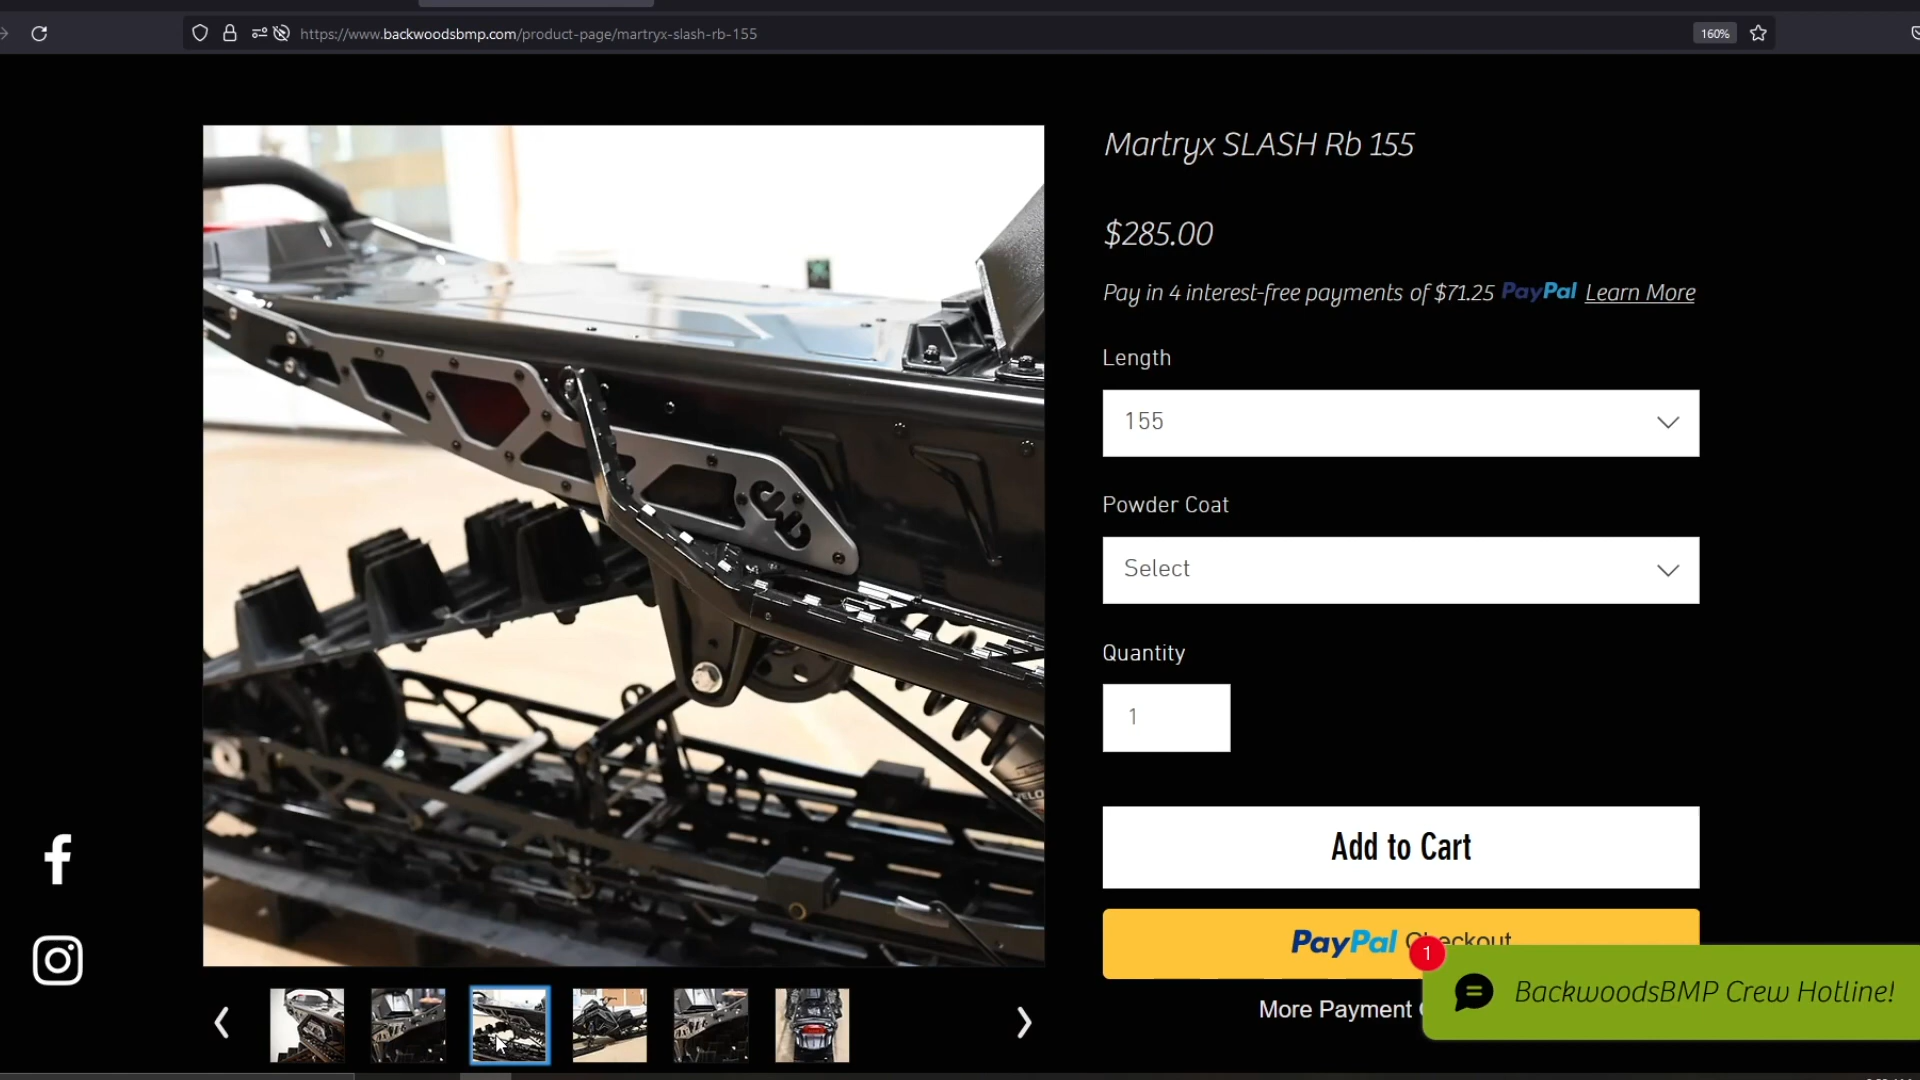 https://www.backwoodsbmp.com/product-page/martryx-slash-rb-155
160%
Martryx SLASH Rb 155
$285.00
Pay in 4 interest-free payments of $71.25 PayPal Learn More
Length
155
Powder Coat
Select
Quantity
1
Add to Cart
PayPal Checkout
1
BackwoodsBMP Crew Hotline!
More Payment